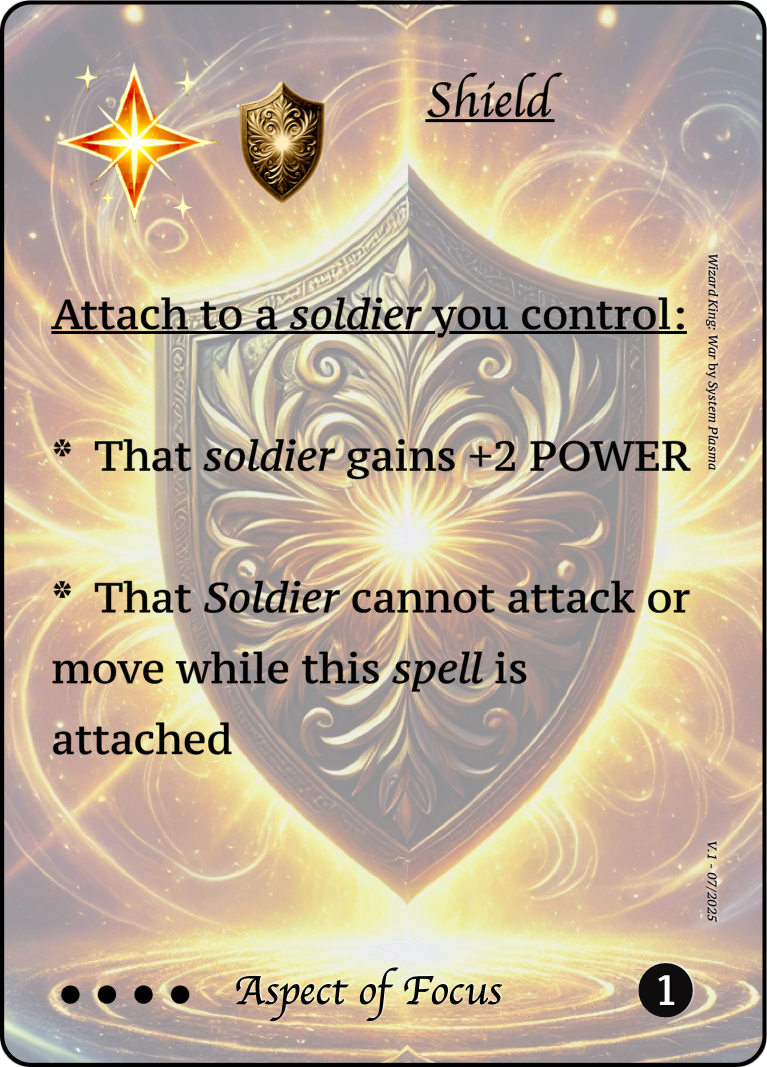 Shield
Attach to a soldier you control:
* That soldier gains +2 POWER
* That Soldier cannot attack or
move while this spell is
attached
Wizard King: War by System Plasma
V.1 - 07/2025
Aspect of Focus
1